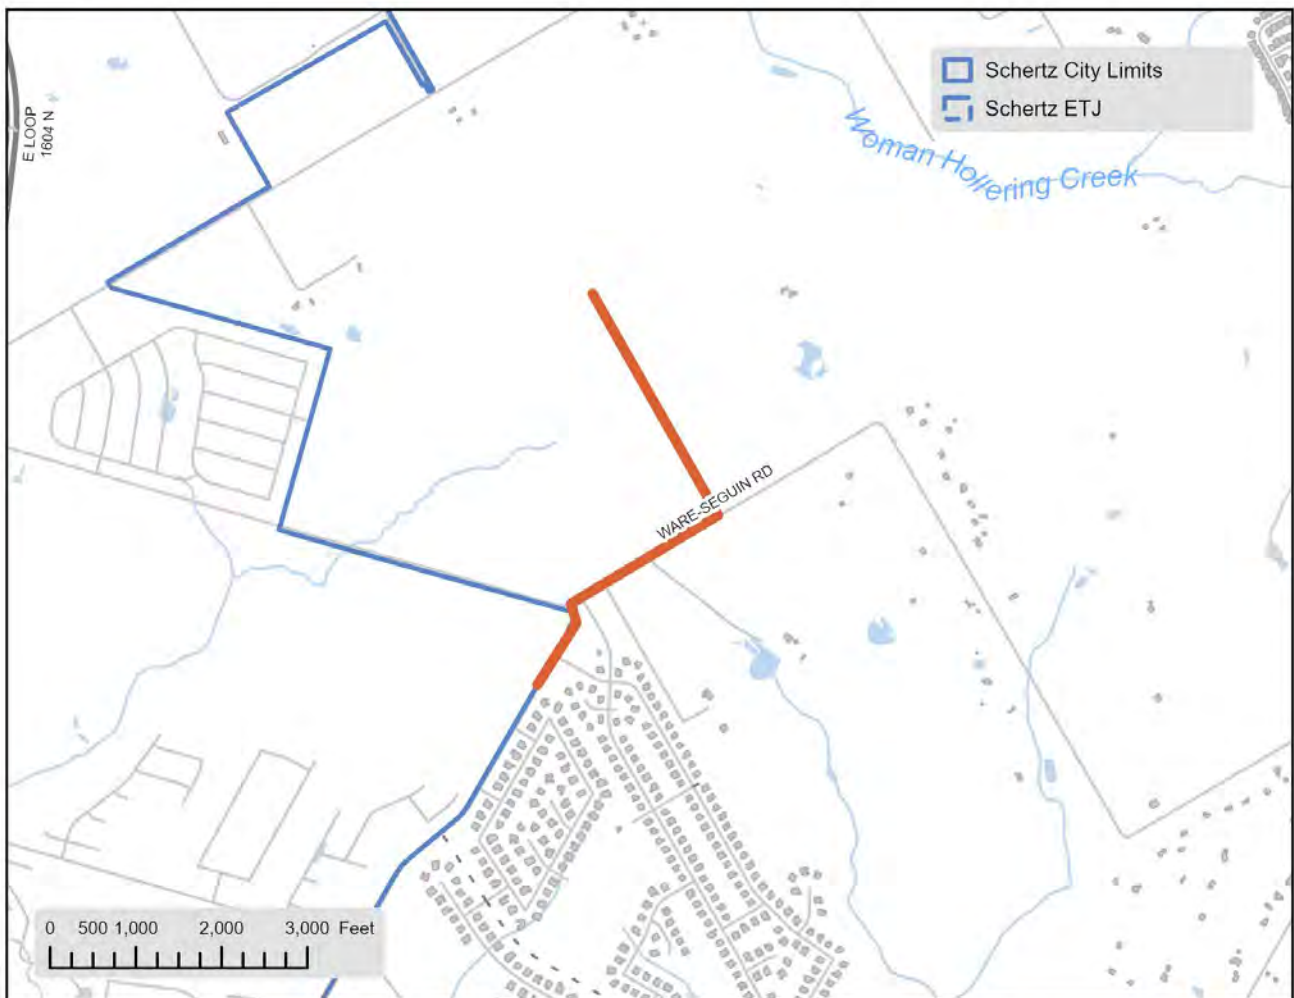 E LOOP
1604 N
Schertz City Limits
Schertz ETJ
Woman Hollering Creek
WARE-SEGUIN RD
0 500 1,000 2,000 3,000 Feet